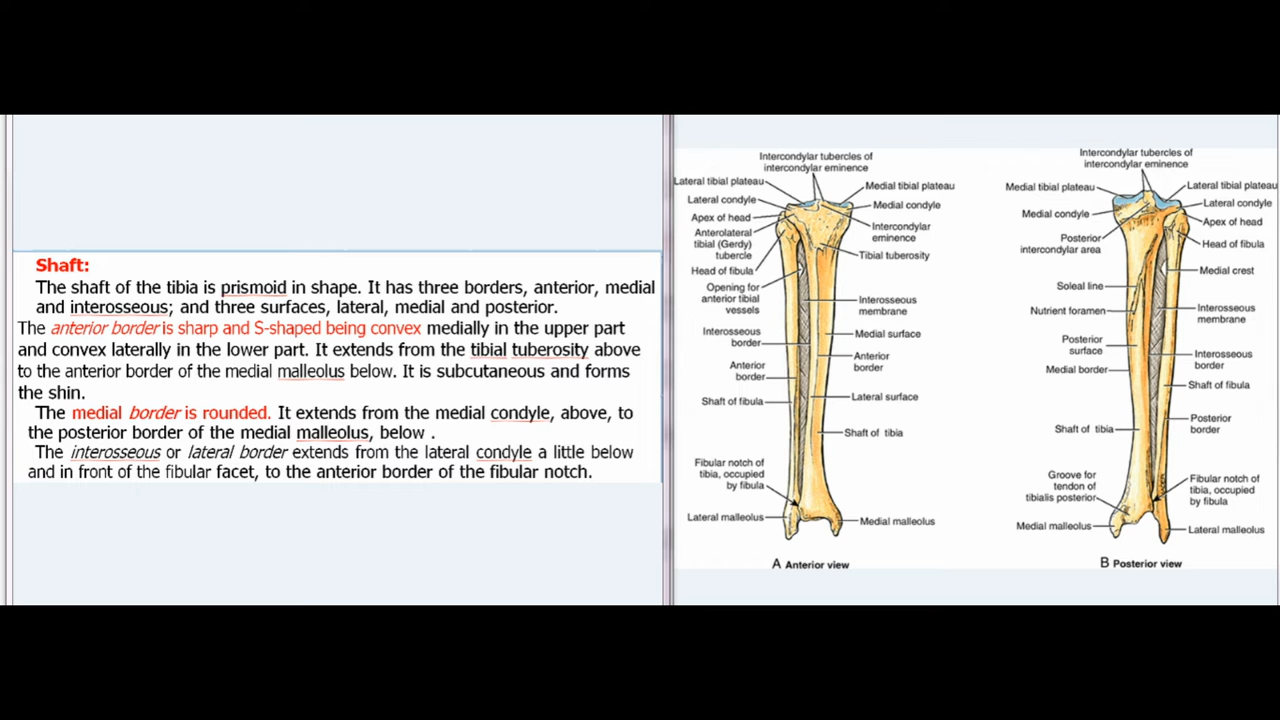 Shaft:
The shaft of the tibia is prismoid in shape. It has three borders, anterior, medial
and interosseous; and three surfaces, lateral, medial and posterior.
The anterior border is sharp and S-shaped being convex medially in the upper part
and convex laterally in the lower part. It extends from the tibial tuberosity above
to the anterior border of the medial malleolus below. It is subcutaneous and forms
the shin.
The medial border is rounded. It extends from the medial condyle, above, to
the posterior border of the medial malleolus, below .
The interosseous or lateral border extends from the lateral condyle a little below
and in front of the fibular facet, to the anterior border of the fibular notch.
Intercondylar tubercles of
intercondylar eminence
Lateral tibial plateau
Lateral condyle
Apex of head
Anterolateral
tibial (Gerdy)
tubercle
Head of fibula
Opening for
anterior tibial
vessels
Interosseous
border
Anterior
border
Shaft of fibula
Fibular notch of
tibia, occupied
by fibula
Lateral malleolus
Medial tibial plateau
Medial condyle
Intercondylar
eminence
Tibial tuberosity
Interosseous
membrane
Medial surface
Anterior
border
Lateral surface
Shaft of tibia
Medial malleolus
A Anterior view
Intercondylar tubercles of
intercondylar eminence
Medial tibial plateau
Medial condyle
Posterior
intercondylar area
Soleal line
Nutrient foramen
Posterior
surface
Medial border
Shaft of tibia
Groove for
tendon of
tibialis posterior
Medial malleolus
Lateral tibial plateau
Lateral condyle
Apex of head
Head of fibula
Medial crest
Interosseous
membrane
Interosseous
border
Shaft of fibula
Posterior
border
Fibular notch of
tibia, occupied
by fibula
Lateral malleolus
B Posterior view